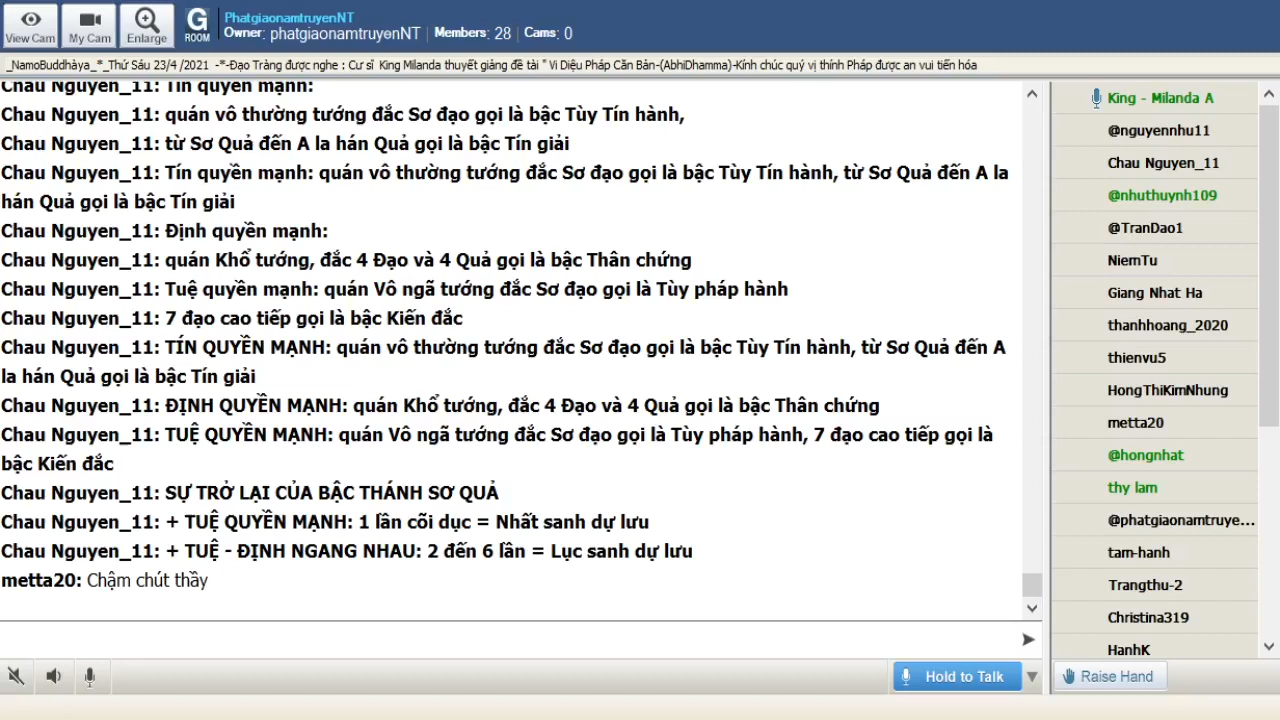 View Cam
My Cam
Enlarge
G
ROOM
PhatgiaonamtruyenNT
Owner: phatgiaonamtruyenNT | Members: 28 | Cams: 0
_NamoBuddhàya_*_Thứ Sáu 23/4 /2021 -*-Đạo Tràng được nghe : Cư sĩ King Milanda thuyết giảng đề tài " Vi Diệu Pháp Căn Bản-(AbhiDhamma)-Kính chúc quý vị thính Pháp được an vui tiến hóa
Chau Nguyen_11: Tín quyền mạnh:
Chau Nguyen_11: quán vô thường tướng đắc Sơ đạo gọi là bậc Tùy Tín hành,
Chau Nguyen_11: từ Sơ Quả đến A la hán Quả gọi là bậc Tín giải
Chau Nguyen_11: Tín quyền mạnh: quán vô thường tướng đắc Sơ đạo gọi là bậc Tùy Tín hành, từ Sơ Quả đến A la
hán Quả gọi là bậc Tín giải
Chau Nguyen_11: Định quyền mạnh:
Chau Nguyen_11: quán Khổ tướng, đắc 4 Đạo và 4 Quả gọi là bậc Thân chứng
Chau Nguyen_11: Tuệ quyền mạnh: quán Vô ngã tướng đắc Sơ đạo gọi là Tùy pháp hành
Chau Nguyen_11: 7 đạo cao tiếp gọi là bậc Kiến đắc
Chau Nguyen_11: TÍN QUYỀN MẠNH: quán vô thường tướng đắc Sơ đạo gọi là bậc Tùy Tín hành, từ Sơ Quả đến A
la hán Quả gọi là bậc Tín giải
Chau Nguyen_11: ĐỊNH QUYỀN MẠNH: quán Khổ tướng, đắc 4 Đạo và 4 Quả gọi là bậc Thân chứng
Chau Nguyen_11: TUỆ QUYỀN MẠNH: quán Vô ngã tướng đắc Sơ đạo gọi là Tùy pháp hành, 7 đạo cao tiếp gọi là
bậc Kiến đắc
Chau Nguyen_11: SỰ TRỞ LẠI CỦA BẬC THÁNH SƠ QUẢ
Chau Nguyen_11: + TUỆ QUYỀN MẠNH: 1 lần cõi dục = Nhất sanh dự lưu
Chau Nguyen_11: + TUỆ - ĐỊNH NGANG NHAU: 2 đến 6 lần = Lục sanh dự lưu
metta20: Chậm chút thầy
King - Milanda A
@nguyennhu11
Chau Nguyen_11
@nhuthuynh109
@TranDao1
NiemTu
Giang Nhat Ha
thanhhoang_2020
thienvu5
HongThiKimNhung
metta20
@hongnhat
thy lam
@phatgiaonamtruye...
tam-hanh
Trangthu-2
Christina319
HanhK
Hold to Talk
Raise Hand